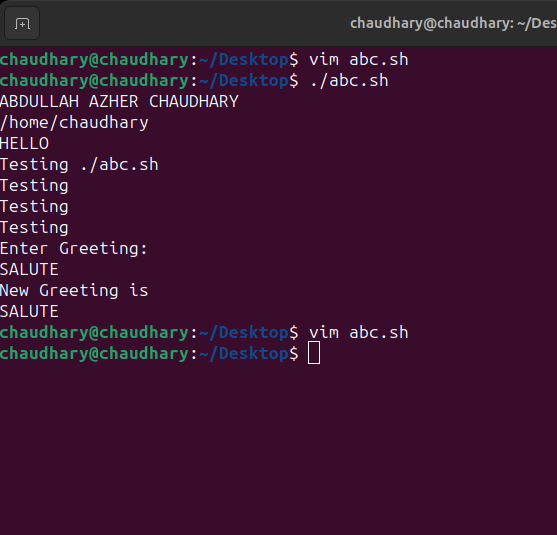 chaudhary@chaudhary: ~/Des
chaudhary@chaudhary:~/Desktop$ vim abc.sh
chaudhary@chaudhary:~/Desktop$ ./abc.sh
ABDULLAH AZHER CHAUDHARY
/home/chaudhary
HELLO
Testing ./abc.sh
Testing
Testing
Testing
Enter Greeting:
SALUTE
New Greeting is
SALUTE
chaudhary@chaudhary:~/Desktop$ vim abc.sh
chaudhary@chaudhary:~/Desktop$